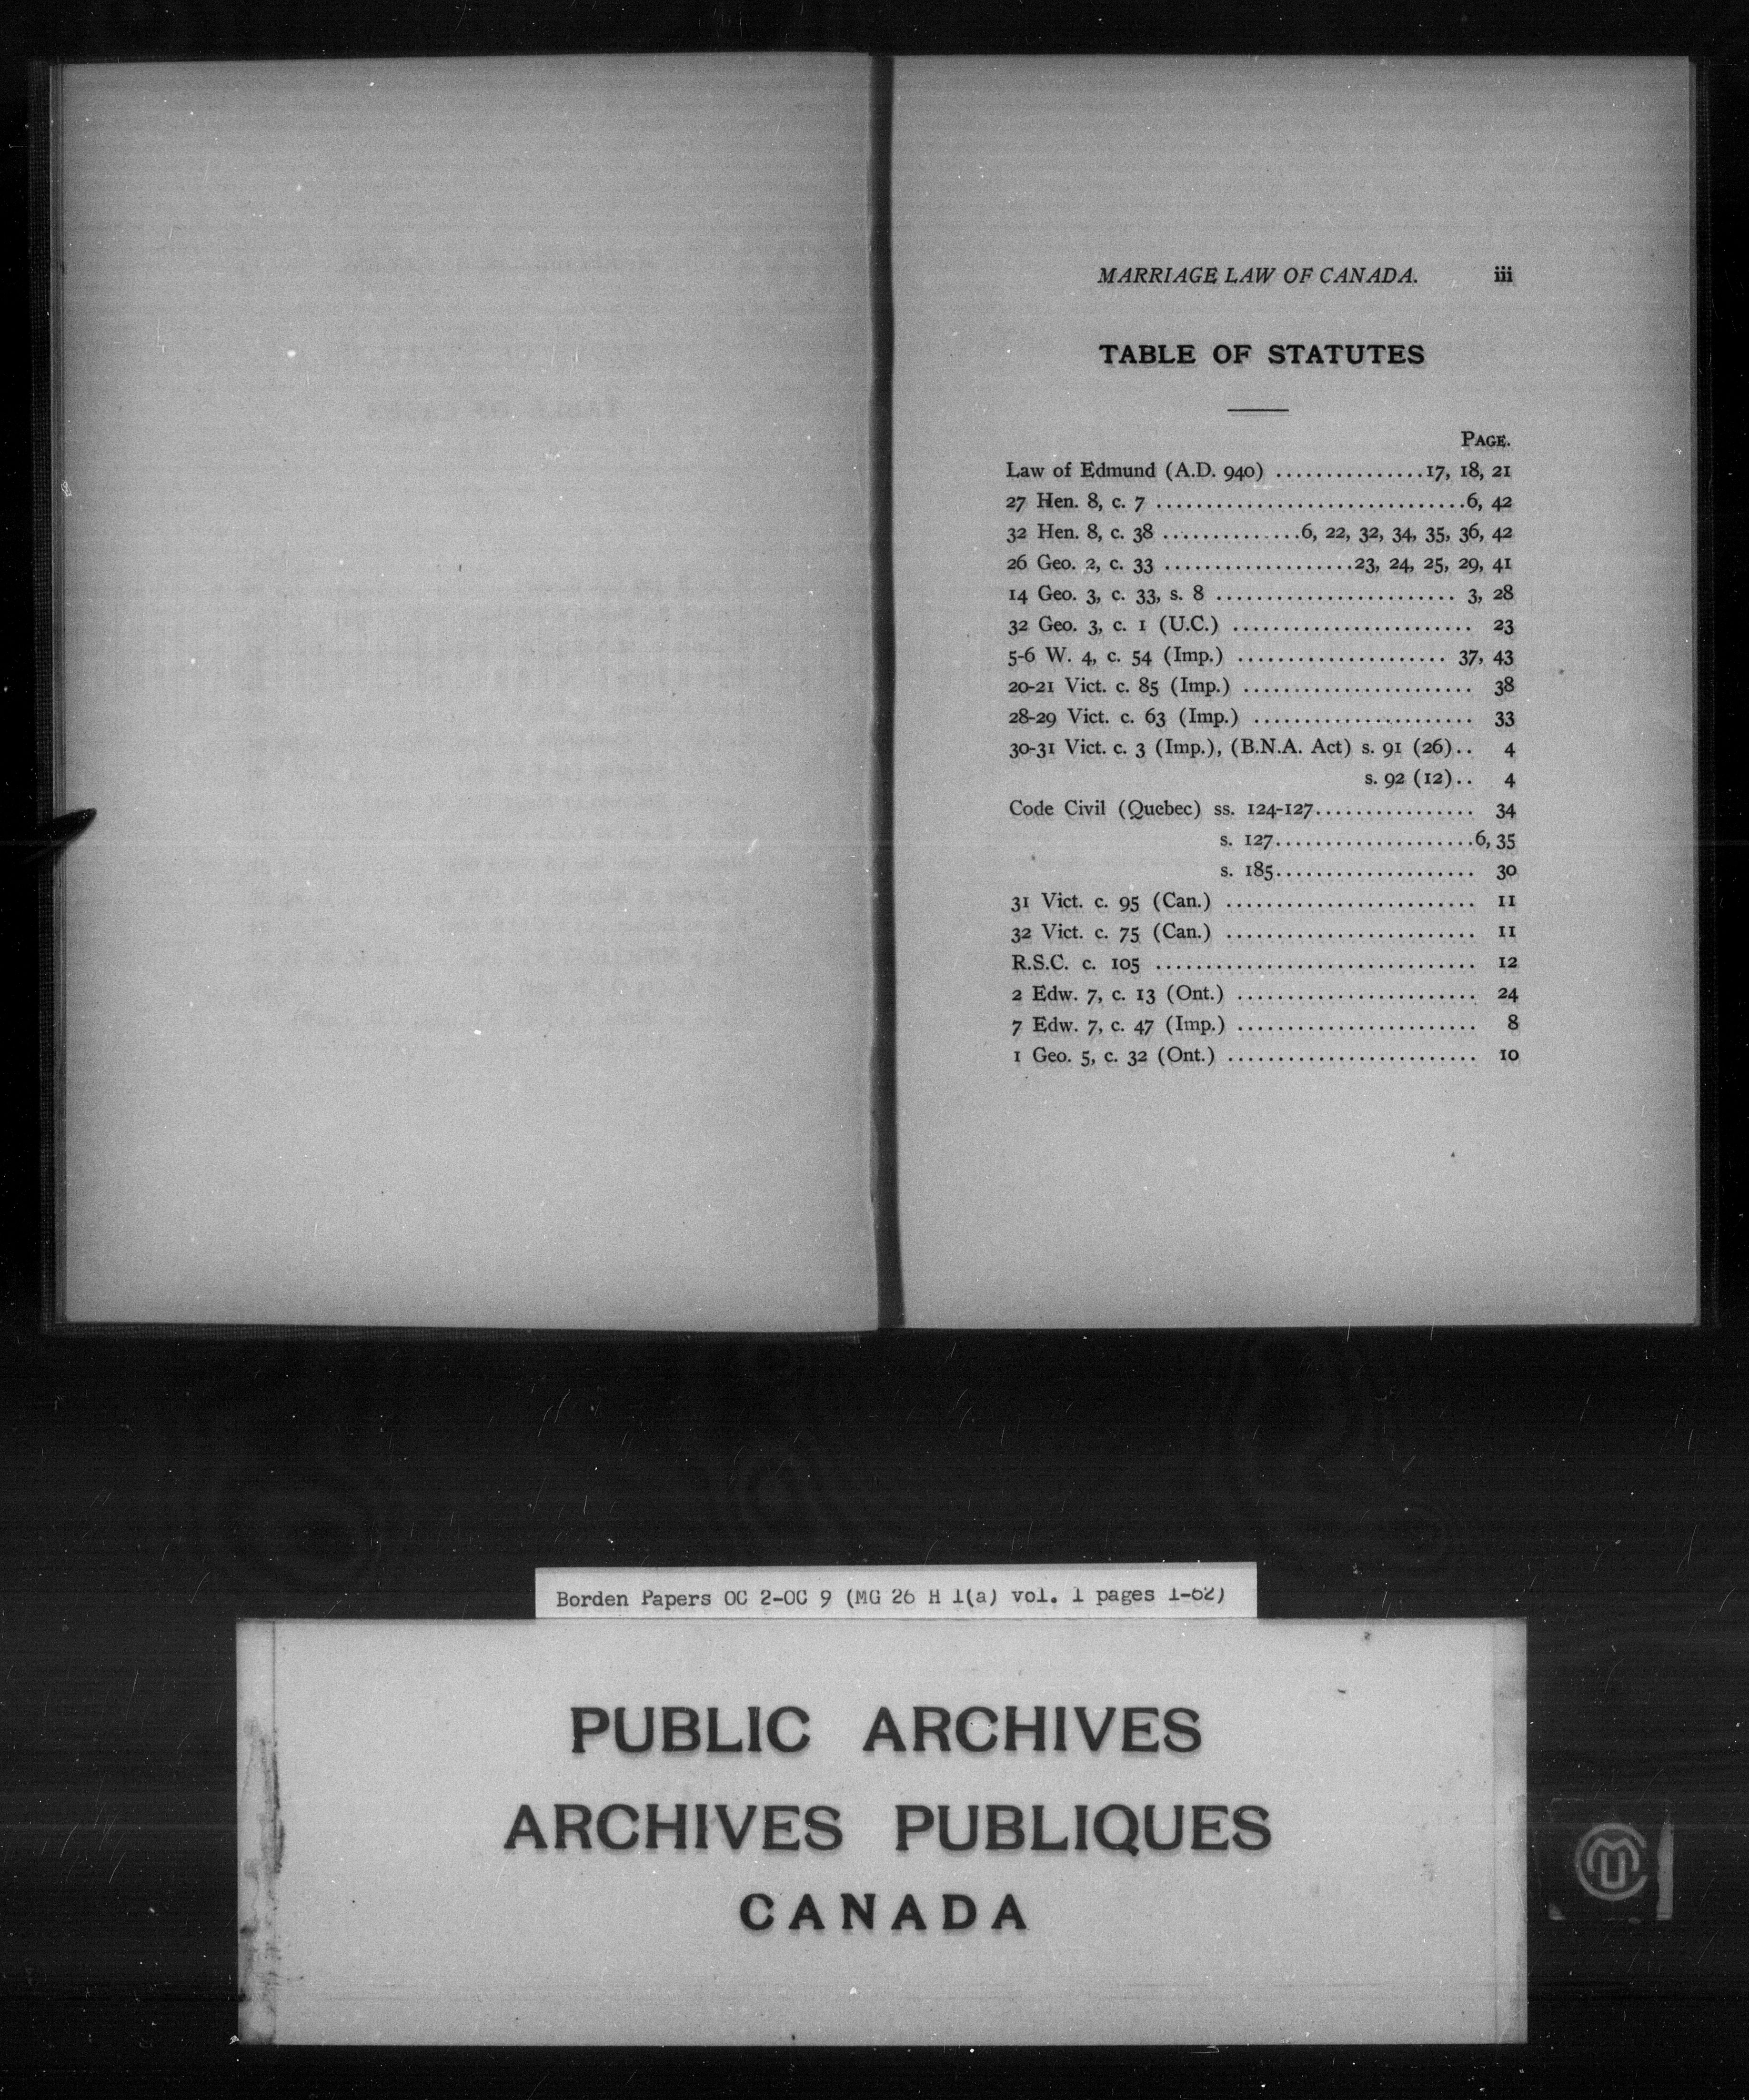 MARRIAGE LAW OF CANADA. iii
TABLE OF STATUTES
PAGE.
Law of Edmund (A.D. 940) ...............17, 18, 21
27 Hen. 8, c. 7 ...............................6, 42
32 Hen. 8, c. 38 ..............6, 22, 32, 34, 35, 36, 42
26 Geo. 2, c. 33 ...................23, 24, 25, 29, 41
14 Geo. 3, c. 33, s. 8 ........................ 3, 28
32 Geo. 3, c. 1 (U.C.) ........................ 23
5-6 W. 4, c. 54 (Imp.) ..................... 37, 43
20-21 Vict. c. 85 (Imp.) ....................... 38
28-29 Vict. c. 63 (Imp.) ...................... 33
30-31 Vict. c. 3 (Imp.), (B.N.A. Act) s. 91 (26).. 4
s. 92 (12).. 4
Code Civil (Quebec) ss. 124-127................ 34
s. 127....................6, 35
s. 185.................... 30
31 Vict. c. 95 (Can.) ......................... 11
32 Vict. c. 75 (Can.) ......................... 11
R.S.C. c. 105 ................................ 12
2 Edw. 7, c. 13 (Ont.) ........................ 24
7 Edw. 7, c. 47 (Imp.) ........................ 8
1 Geo. 5, c. 32 (Ont.) ......................... 10
Borden Papers OC 2-OC 9 (MG 26 H 1(a) vol. 1 pages 1-62)
PUBLIC ARCHIVES
ARCHIVES PUBLIQUES
CANADA